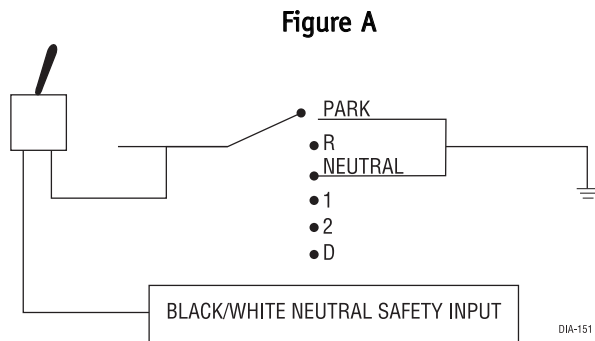 Figure A
PARK
R
NEUTRAL
1
2
D
BLACK/WHITE NEUTRAL SAFETY INPUT
DIA-151